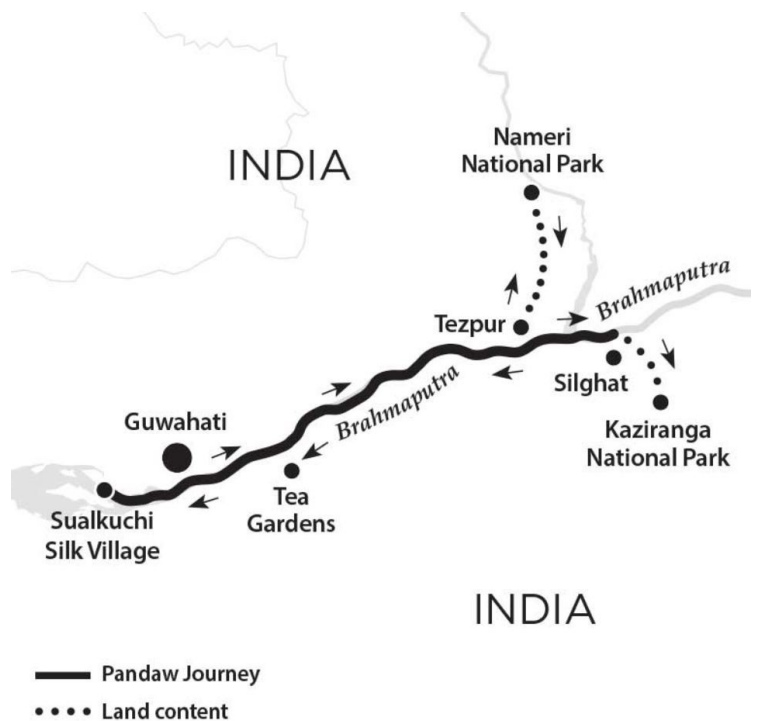 Nameri
National Park
INDIA
Brahmaputra
Tezpur
Silghat
Brahmaputra
Kaziranga
National Park
Guwahati
Tea
Gardens
Sualkuchi
Silk Village
INDIA
Pandaw Journey
Land content